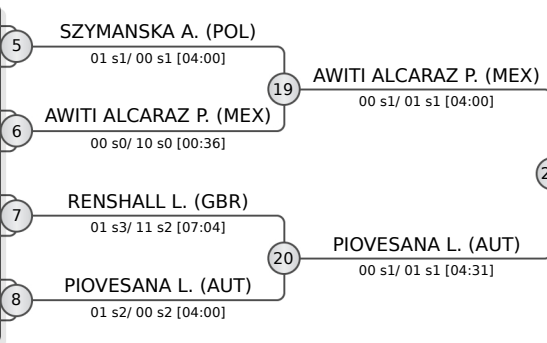 5
SZYMANSKA A. (POL)
01 s1/ 00 s1 [04:00]
19
AWITI ALCARAZ P. (MEX)
00 s1/ 01 s1 [04:00]
6
AWITI ALCARAZ P. (MEX)
00 s0/ 10 s0 [00:36]
7
RENSHALL L. (GBR)
01 s3/ 11 s2 [07:04]
20
PIOVESANA L. (AUT)
00 s1/ 01 s1 [04:31]
8
PIOVESANA L. (AUT)
01 s2/ 00 s2 [04:00]